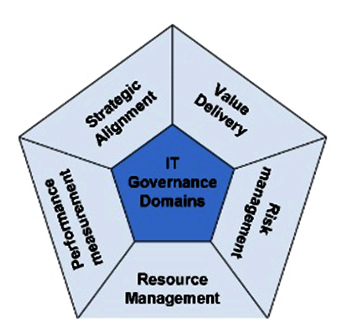 Strategic
Alignment
Value
Delivery
IT
Governance
Domains
Performance
measurement
Risk
management
Resource
Management